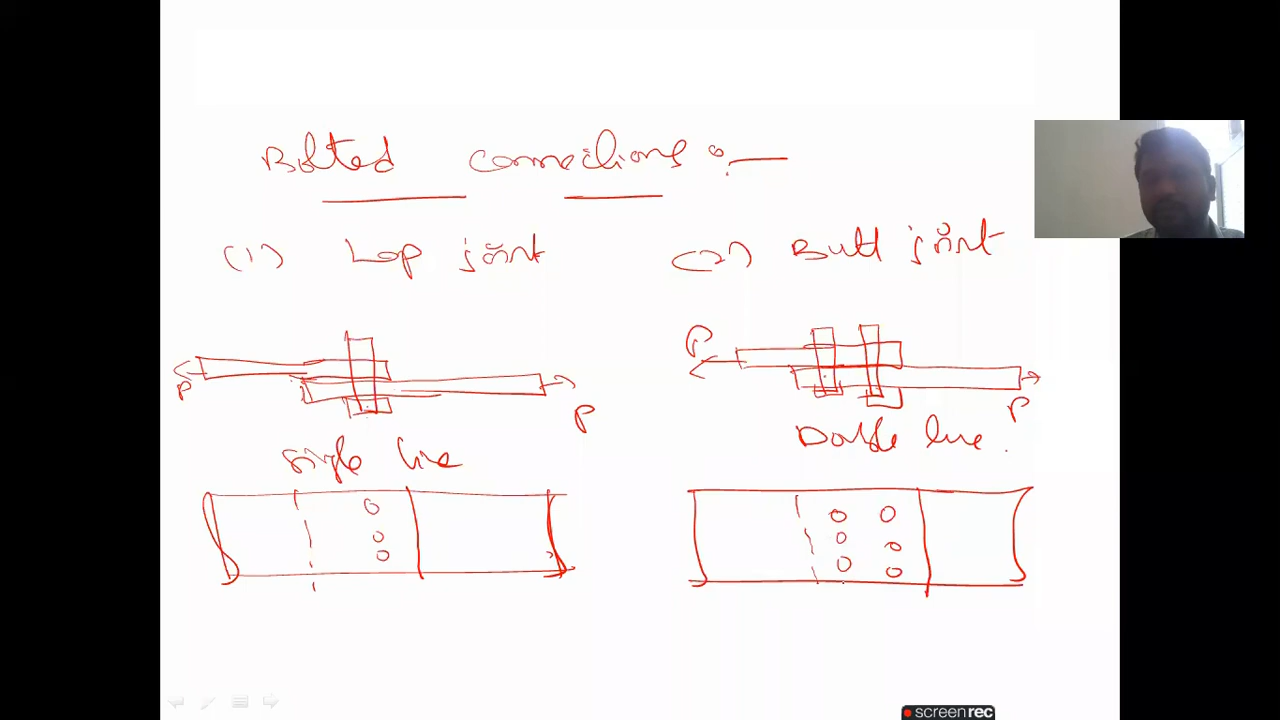 Bolted connections :-
(1) Lap joint (2) Butt joint
P P P P
Single line Double line
screenrec